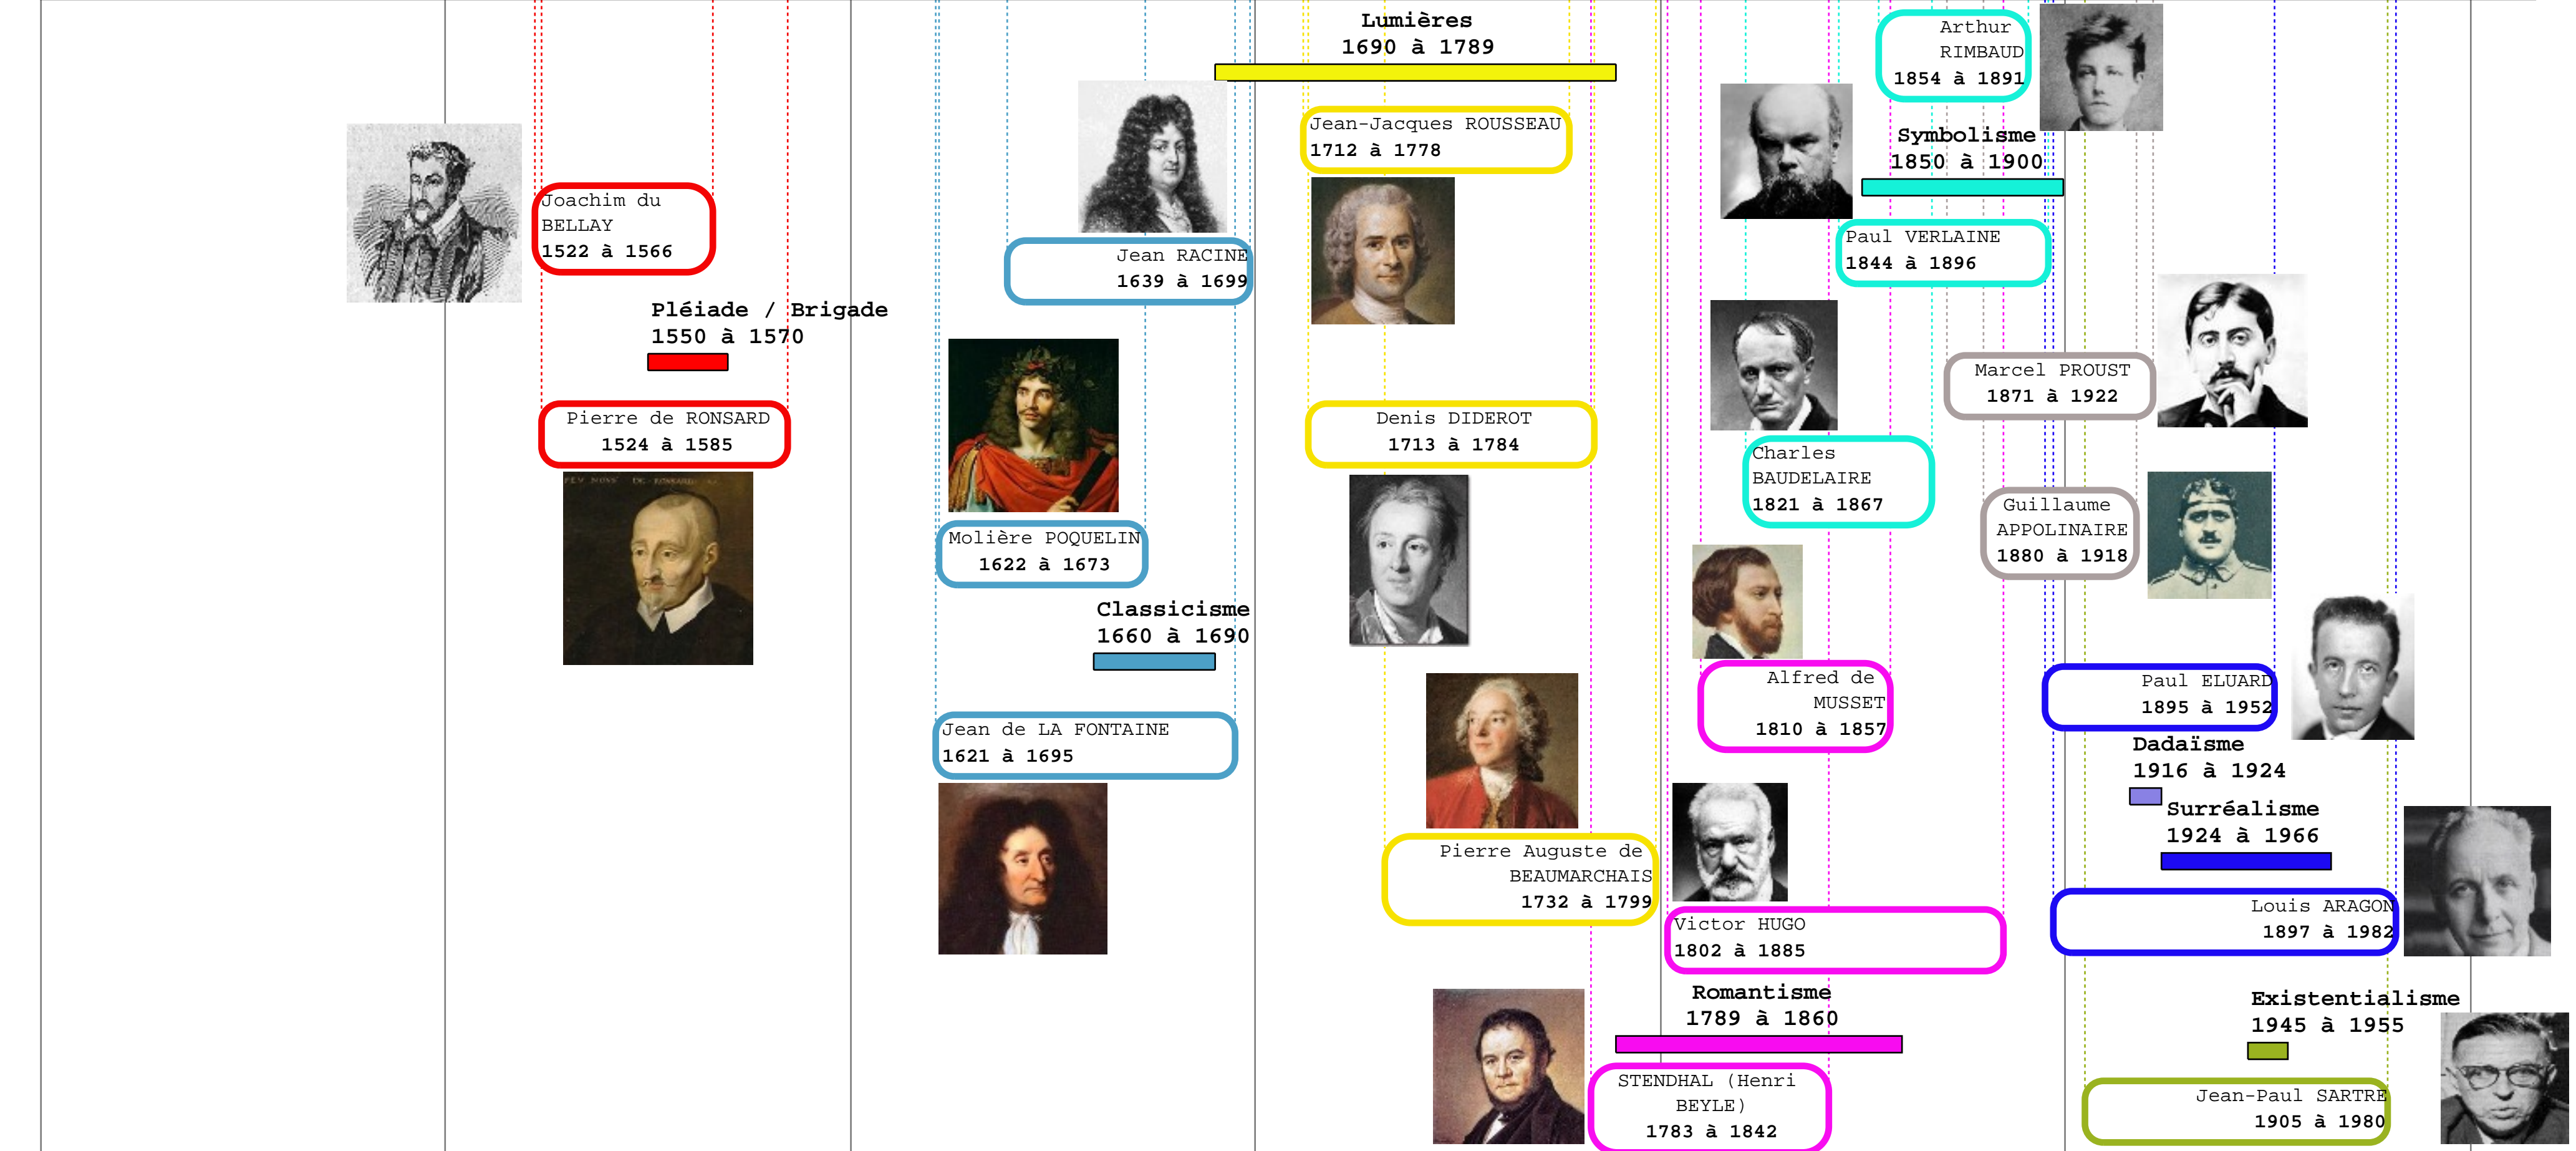 Lumières
1690 à 1789
Arthur
RIMBAUD
1854 à 1891
Jean-Jacques ROUSSEAU
1712 à 1778
Symbolisme
1850 à 1900
Joachim du
BELLAY
1522 à 1566
Jean RACINE
1639 à 1699
Paul VERLAINE
1844 à 1896
Pléiade / Brigade
1550 à 1570
Marcel PROUST
1871 à 1922
Pierre de RONSARD
1524 à 1585
Denis DIDEROT
1713 à 1784
Charles
BAUDELAIRE
1821 à 1867
Guillaume
APPOLINAIRE
1880 à 1918
Molière POQUELIN
1622 à 1673
Classicisme
1660 à 1690
Alfred de
MUSSET
1810 à 1857
Paul ELUARD
1895 à 1952
Jean de LA FONTAINE
1621 à 1695
Dadaïsme
1916 à 1924
Surréalisme
1924 à 1966
Pierre Auguste de
BEAUMARCHAIS
1732 à 1799
Victor HUGO
1802 à 1885
Louis ARAGON
1897 à 1982
Romantisme
1789 à 1860
Existentialisme
1945 à 1955
STENDHAL (Henri
BEYLE)
1783 à 1842
Jean-Paul SARTRE
1905 à 1980